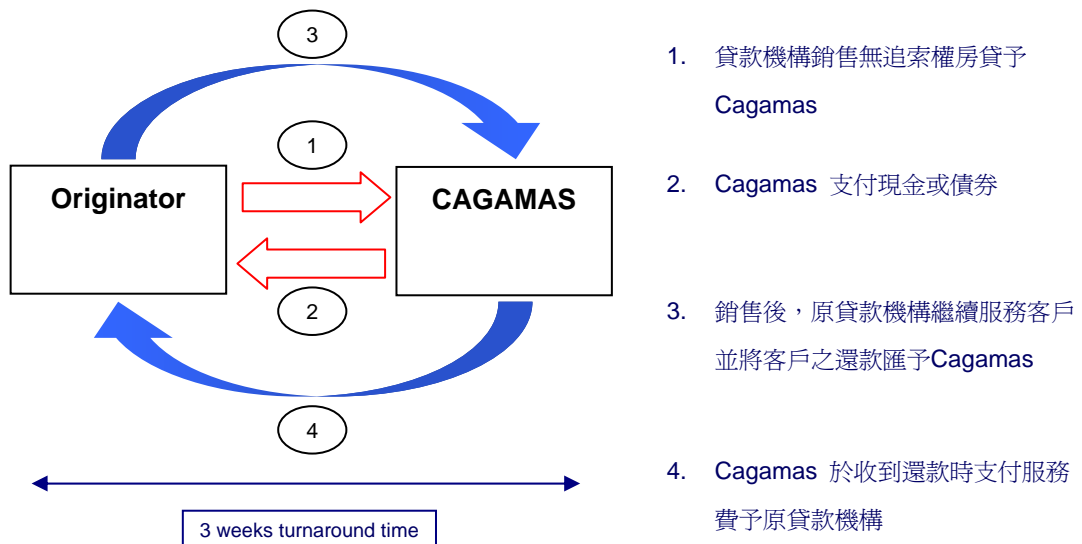 3
1
Originator
CAGAMAS
2
4
3 weeks turnaround time
1. 貸款機構銷售無追索權房貸予
Cagamas
2. Cagamas 支付現金或債券
3. 銷售後，原貸款機構繼續服務客戶
並將客戶之還款匯予Cagamas
4. Cagamas 於收到還款時支付服務
費予原貸款機構